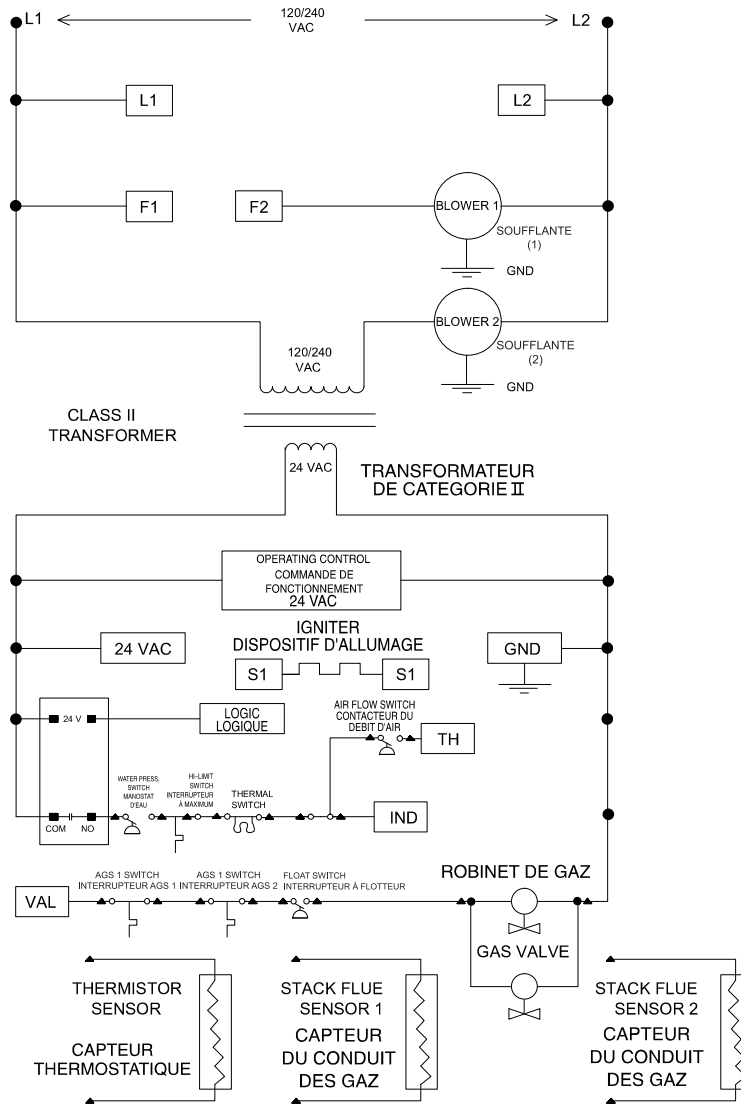 L1
120/240
VAC
L2
L1
L2
F1
F2
BLOWER 1
SOUFFLANTE
(1)
GND
BLOWER 2
SOUFFLANTE
(2)
GND
120/240
VAC
CLASS II
TRANSFORMER
24 VAC
TRANSFORMATEUR
DE CATEGORIE II
OPERATING CONTROL
COMMANDE DE
FONCTIONNEMENT
24 VAC
IGNITER
DISPOSITIF D'ALLUMAGE
24 VAC
GND
S1
S1
24 V
LOGIC
LOGIQUE
AIR FLOW SWITCH
CONTACTEUR DU
DEBIT D'AIR
TH
WATER PRESS.
SWITCH
MANOSTAT
D'EAU
HI-LIMIT
SWITCH
INTERRUPTEUR
À MAXIMUM
THERMAL
SWITCH
IND
COM
NO
AGS 1 SWITCH
INTERRUPTEUR AGS 1
AGS 1 SWITCH
INTERRUPTEUR AGS 2
FLOAT SWITCH
INTERRUPTEUR À FLOTTEUR
ROBINET DE GAZ
VAL
GAS VALVE
THERMISTOR
SENSOR
CAPTEUR
THERMOSTATIQUE
STACK FLUE
SENSOR 1
CAPTEUR
DU CONDUIT
DES GAZ
STACK FLUE
SENSOR 2
CAPTEUR
DU CONDUIT
DES GAZ